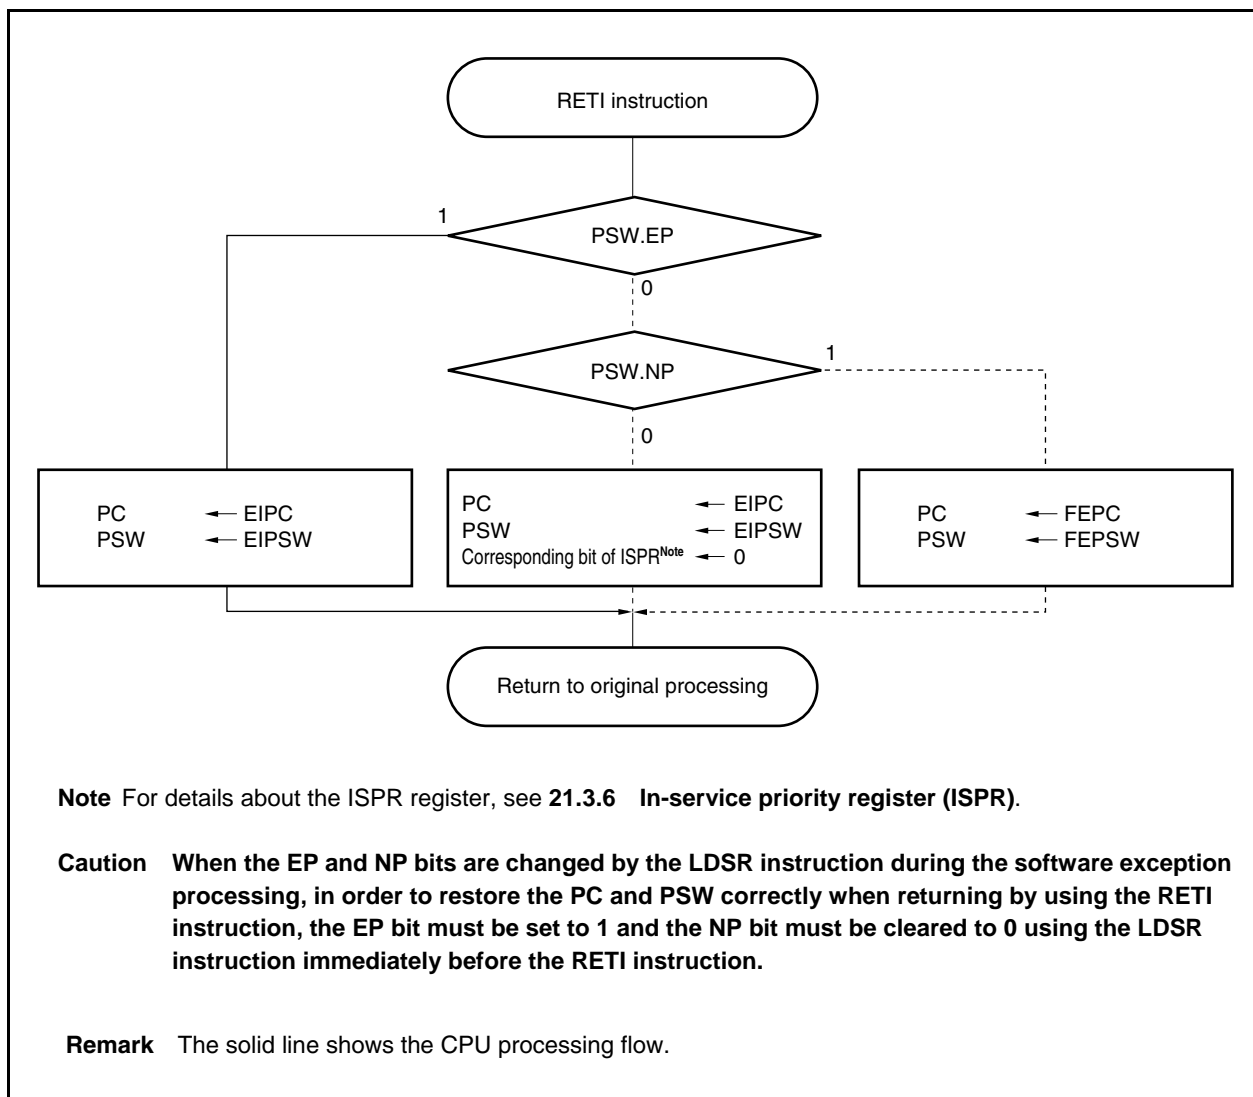 RETI instruction
1
PSW.EP
0
PSW.NP
1
0
PC ← EIPC
PSW ← EIPSW
PC ← EIPC
PSW ← EIPSW
Corresponding bit of ISPRNote ← 0
PC ← FEPC
PSW ← FEPSW
Return to original processing
Note For details about the ISPR register, see 21.3.6 In-service priority register (ISPR).
Caution When the EP and NP bits are changed by the LDSR instruction during the software exception
processing, in order to restore the PC and PSW correctly when returning by using the RETI
instruction, the EP bit must be set to 1 and the NP bit must be cleared to 0 using the LDSR
instruction immediately before the RETI instruction.
Remark The solid line shows the CPU processing flow.